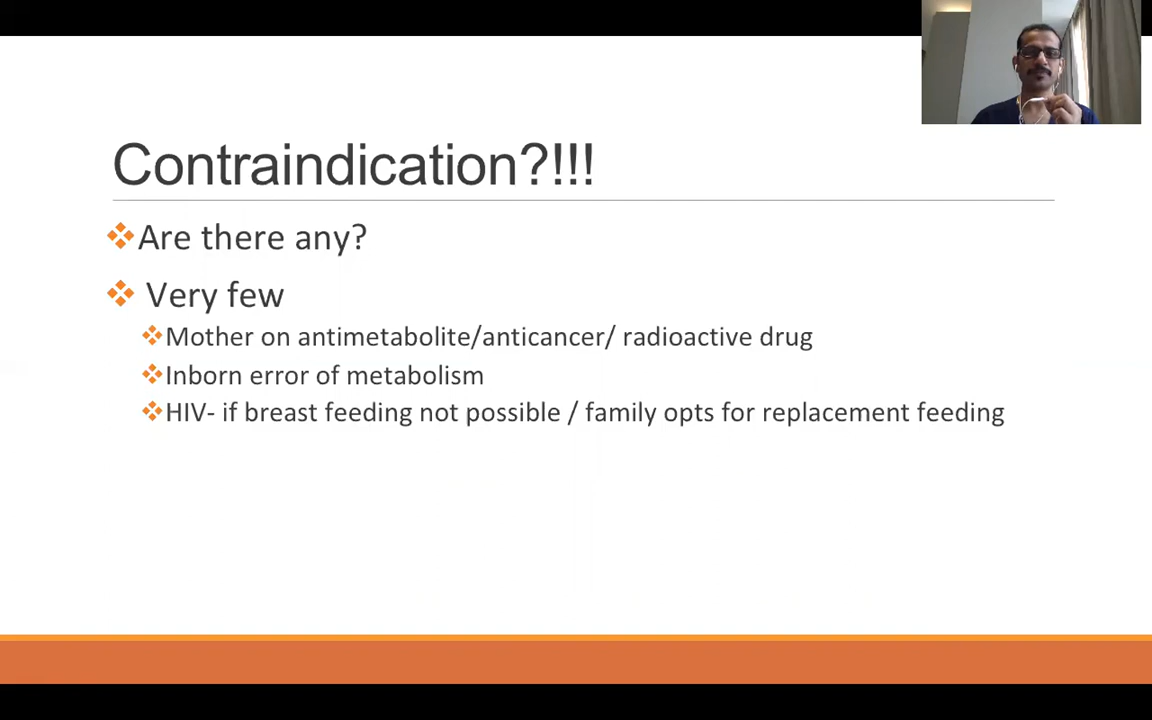 Contraindication?!!!
Are there any?
Very few
Mother on antimetabolite/anticancer/ radioactive drug
Inborn error of metabolism
HIV- if breast feeding not possible / family opts for replacement feeding